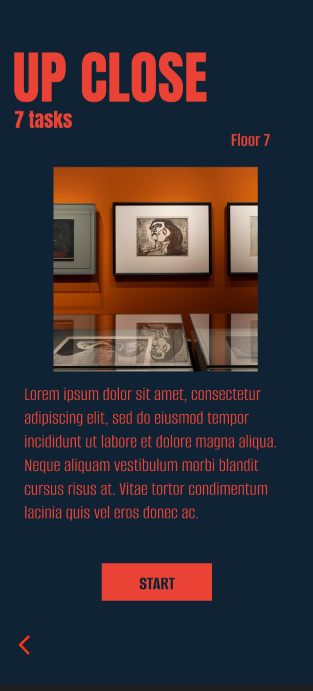 UP CLOSE
7 tasks
Floor 7
Lorem ipsum dolor sit amet, consectetur
adipiscing elit, sed do eiusmod tempor
incididunt ut labore et dolore magna aliqua.
Neque aliquam vestibulum morbi blandit
cursus risus at. Vitae tortor condimentum
lacinia quis vel eros donec ac.
START